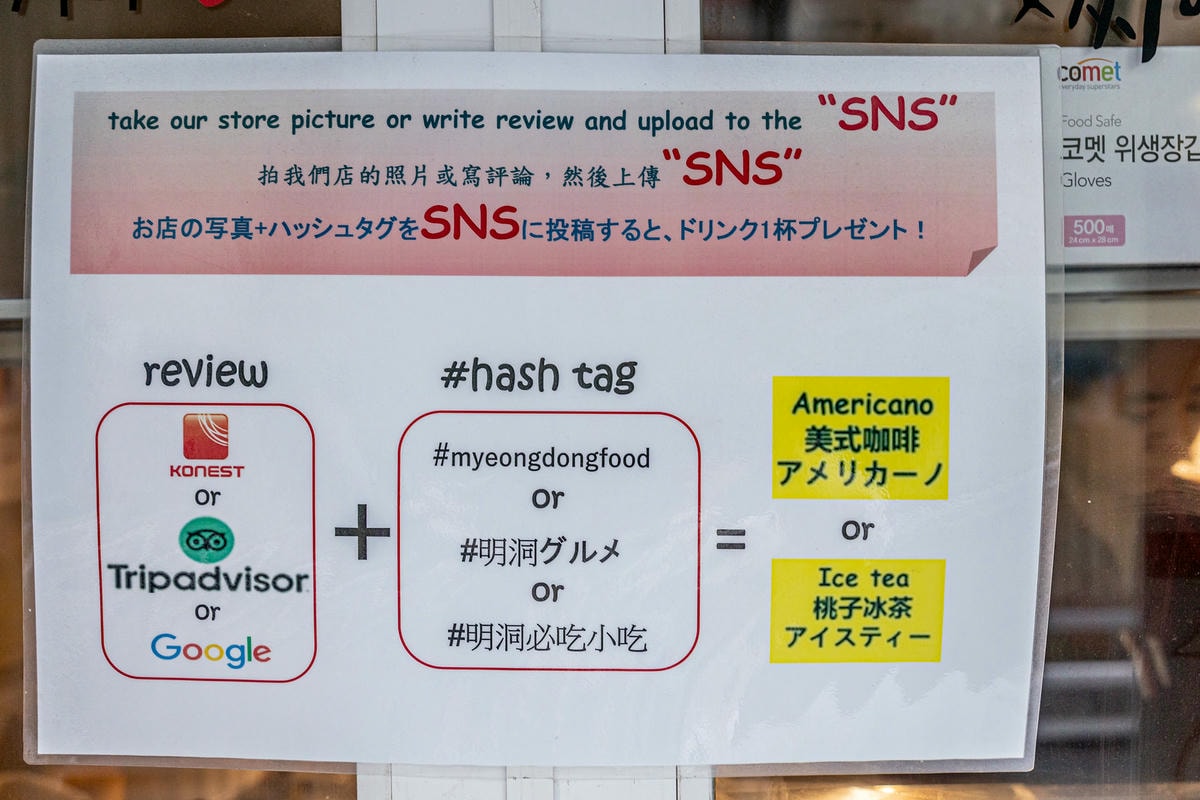 take our store picture or write review and upload to the "SNS"
拍我們店的照片或寫評論，然後上傳"SNS"
お店の写真+ハッシュタグをSNSに投稿すると、ドリンク1杯プレゼント！
review
KONEST
or
Tripadvisor
or
Google
+
#hash tag
#myeongdongfood
or
#明洞グルメ
or
#明洞必吃小吃
=
Americano
美式咖啡
アメリカーノ
or
Ice tea
桃子冰茶
アイスティー
comet
everyday superstars
Food Safe
코멧 위생장갑
Gloves
500매
24cm x 28cm